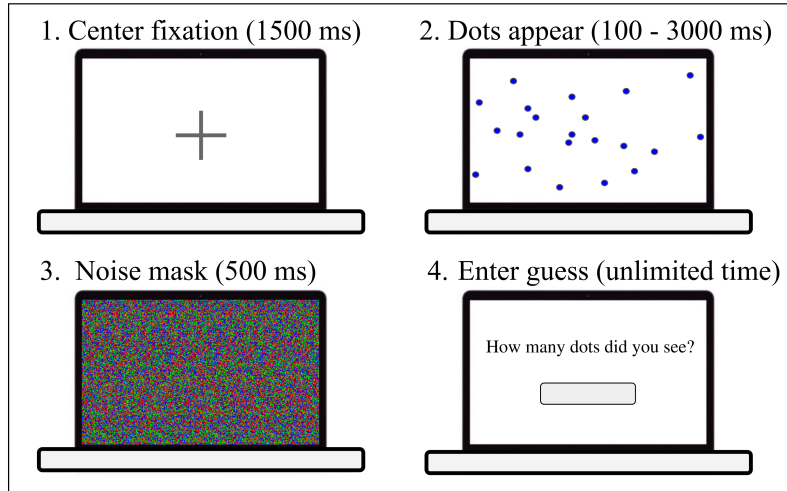 1. Center fixation (1500 ms)
2. Dots appear (100 - 3000 ms)
3. Noise mask (500 ms)
4. Enter guess (unlimited time)
How many dots did you see?